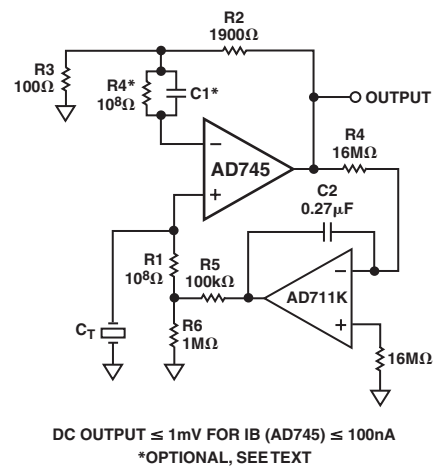 R2
1900Ω
R3
100Ω
R4*
10⁸Ω
C1*
OUTPUT
–
AD745
+
R4
16MΩ
C2
0.27μF
R1
10⁸Ω
R5
100kΩ
–
AD711K
+
CT
R6
1MΩ
16MΩ
DC OUTPUT ≤ 1mV FOR IB (AD745) ≤ 100nA
*OPTIONAL, SEE TEXT